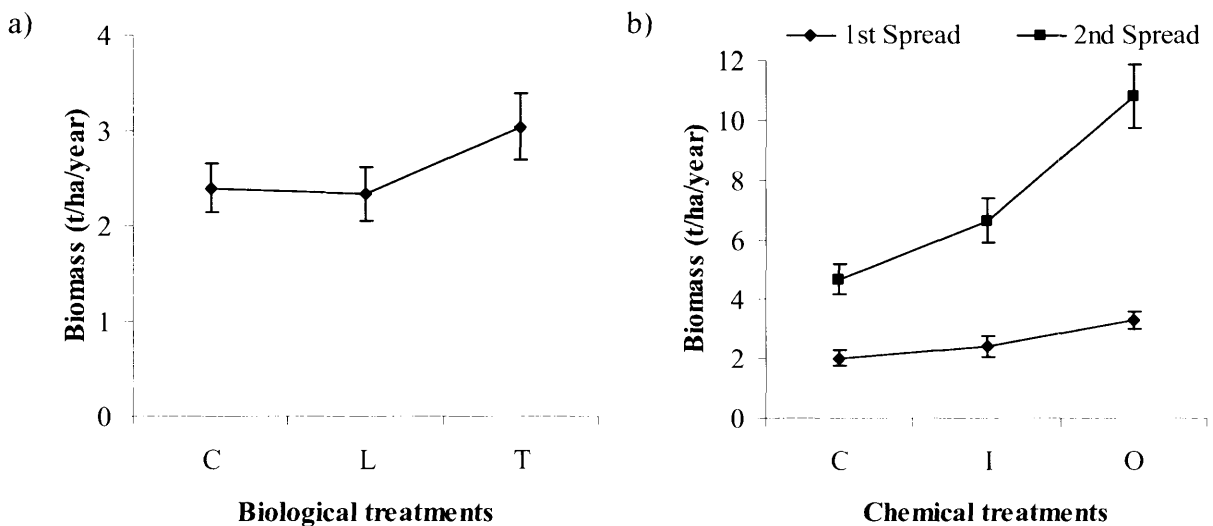 a)
4
3
2
1
0
Biomass (t/ha/year)
C L T
Biological treatments
b)
1st Spread 2nd Spread
12
10
8
6
4
2
0
Biomass (t/ha/year)
C I O
Chemical treatments